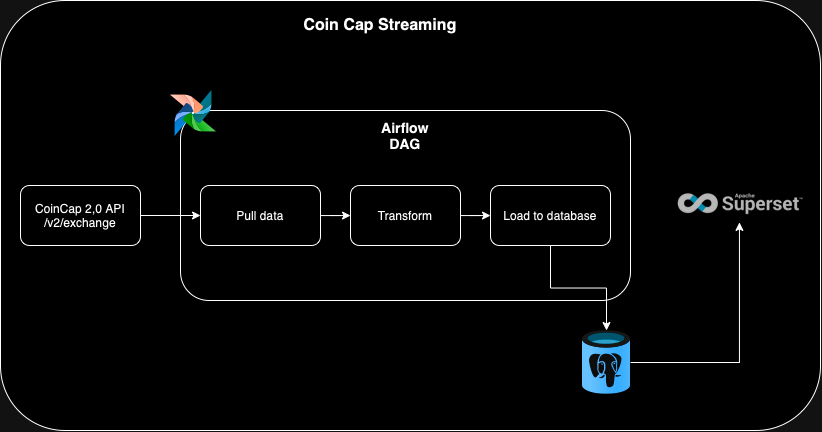 Coin Cap Streaming
Airflow
DAG
CoinCap 2,0 API
/v2/exchange
Pull data
Transform
Load to database
Apache
Superset™